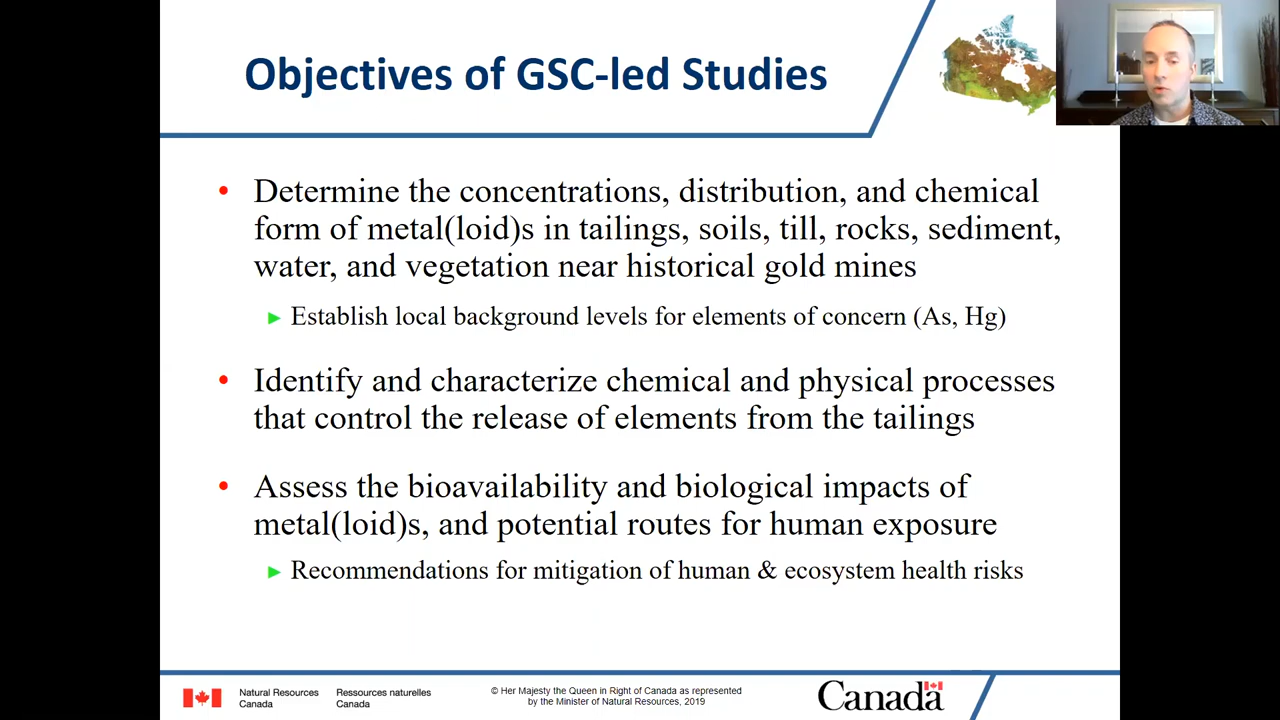 Objectives of GSC-led Studies
• Determine the concentrations, distribution, and chemical
form of metal(loid)s in tailings, soils, till, rocks, sediment,
water, and vegetation near historical gold mines
► Establish local background levels for elements of concern (As, Hg)
• Identify and characterize chemical and physical processes
that control the release of elements from the tailings
• Assess the bioavailability and biological impacts of
metal(loid)s, and potential routes for human exposure
► Recommendations for mitigation of human & ecosystem health risks
Natural Resources
Canada
Ressources naturelles
Canada
© Her Majesty the Queen in Right of Canada as represented
by the Minister of Natural Resources, 2019
Canada